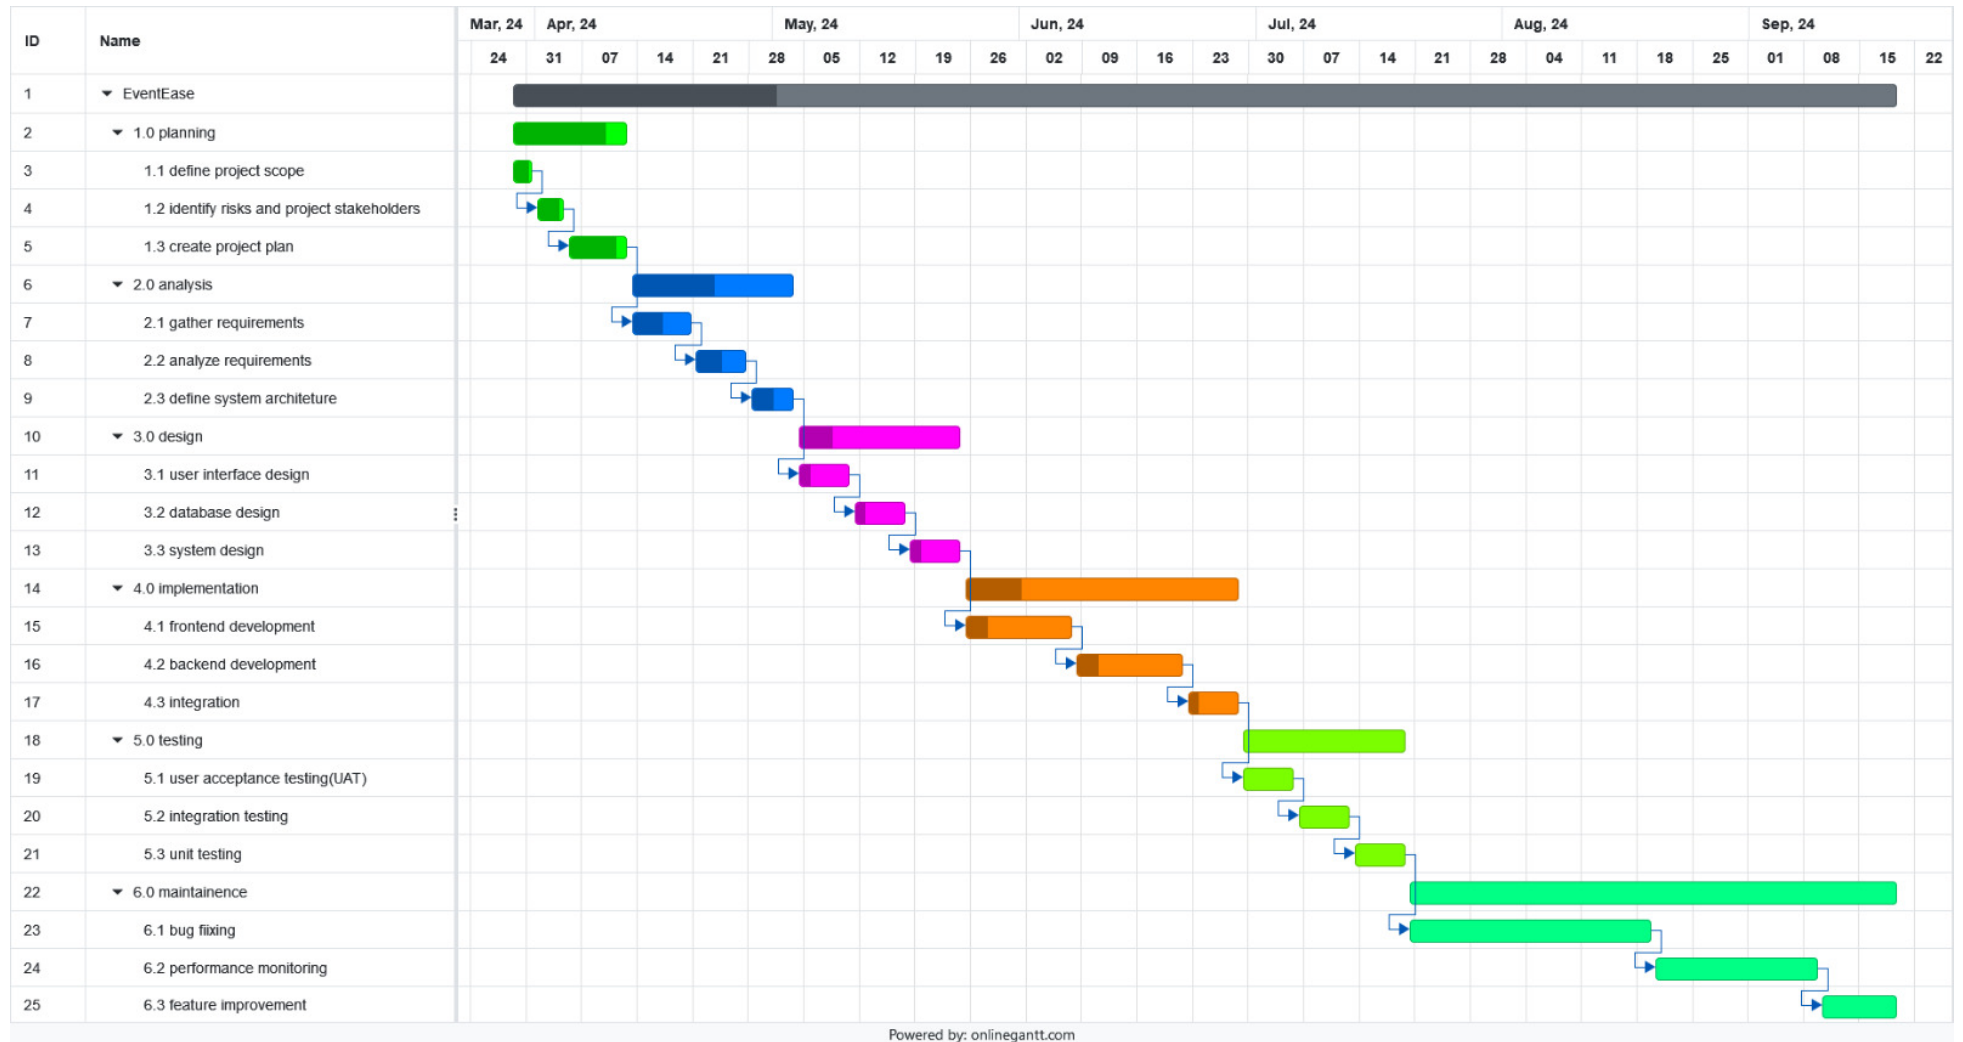 ID Name Mar, 24 Apr, 24 May, 24 Jun, 24 Jul, 24 Aug, 24 Sep, 24
24 31 07 14 21 28 05 12 19 26 02 09 16 23 30 07 14 21 28 04 11 18 25 01 08 15 22
1 EventEase
2 1.0 planning
3 1.1 define project scope
4 1.2 identify risks and project stakeholders
5 1.3 create project plan
6 2.0 analysis
7 2.1 gather requirements
8 2.2 analyze requirements
9 2.3 define system architeture
10 3.0 design
11 3.1 user interface design
12 3.2 database design
13 3.3 system design
14 4.0 implementation
15 4.1 frontend development
16 4.2 backend development
17 4.3 integration
18 5.0 testing
19 5.1 user acceptance testing(UAT)
20 5.2 integration testing
21 5.3 unit testing
22 6.0 maintainence
23 6.1 bug fiixing
24 6.2 performance monitoring
25 6.3 feature improvement
Powered by: onlinegantt.com